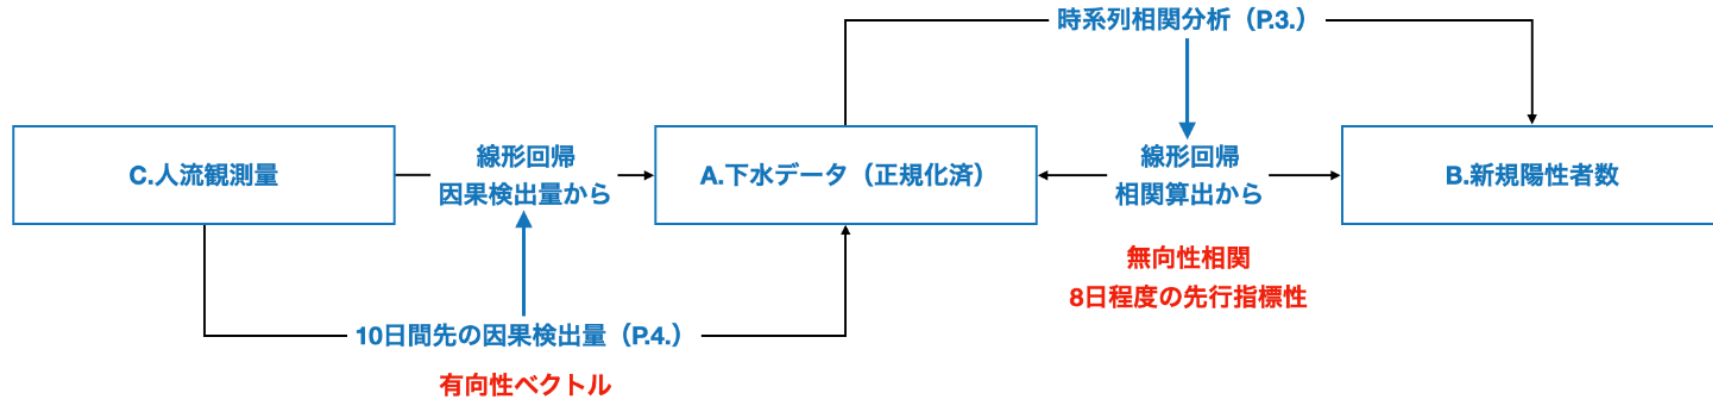 時系列相関分析（P.3.）
C.人流観測量
線形回帰
因果検出量から
A.下水データ（正規化済）
線形回帰
相関算出から
B.新規陽性者数
無向性相関
8日程度の先行指標性
10日間先の因果検出量（P.4.）
有向性ベクトル